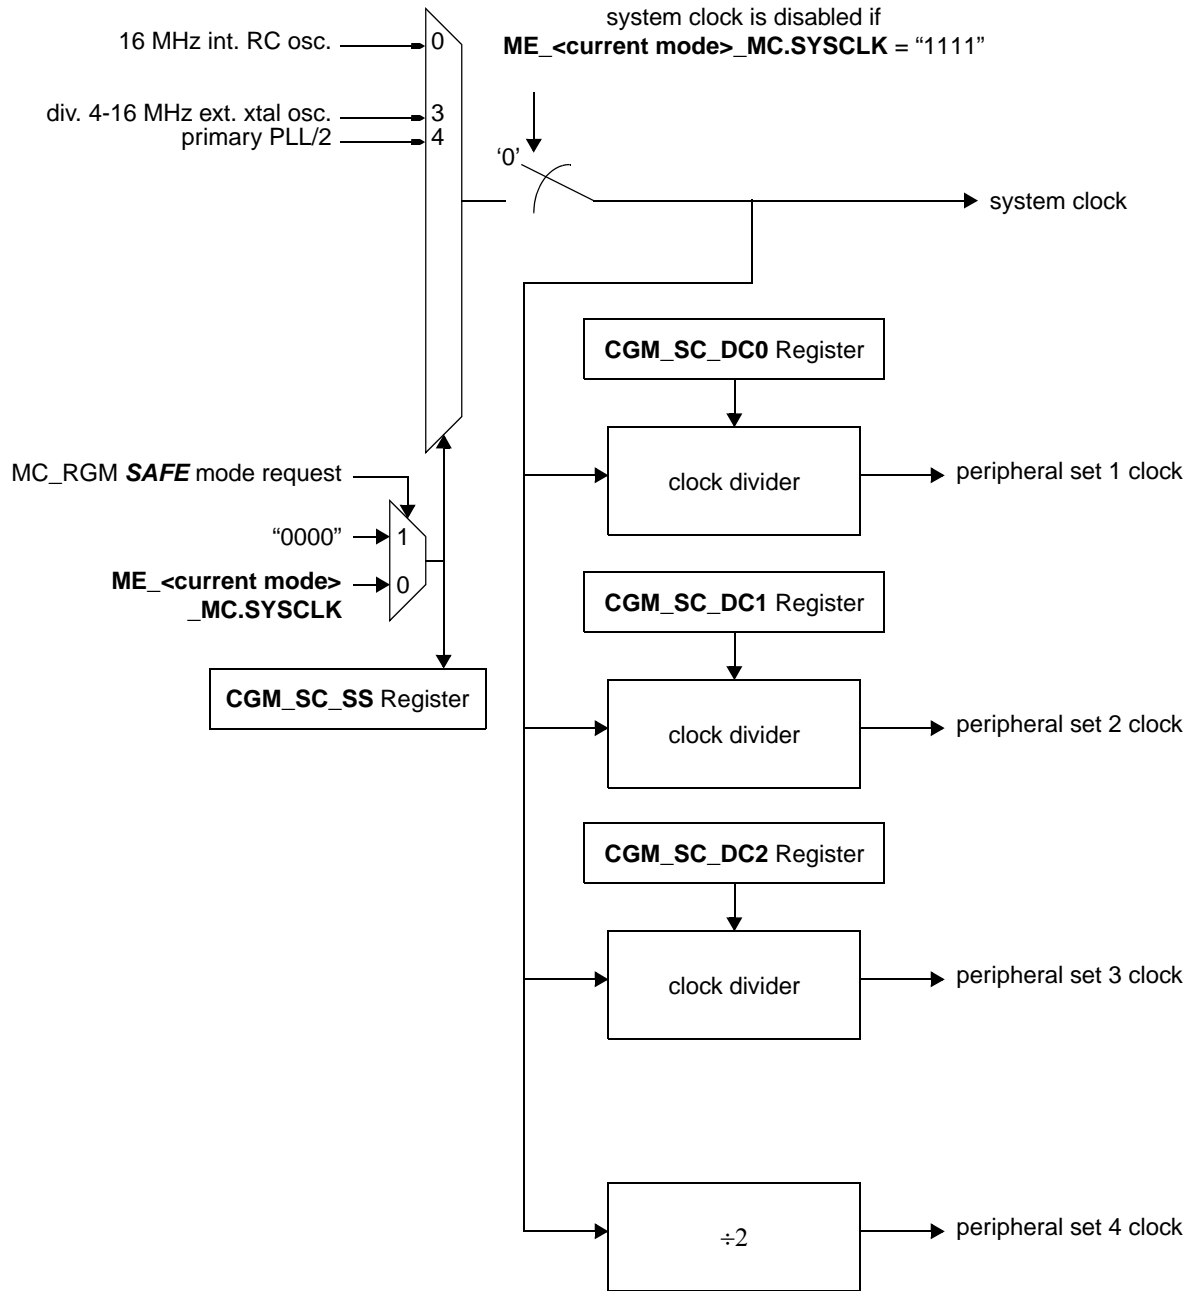 system clock is disabled if
ME_<current mode>_MC.SYSCLK = “1111”
16 MHz int. RC osc.
0
div. 4-16 MHz ext. xtal osc.
3
primary PLL/2
4
‘0’
system clock
CGM_SC_DC0 Register
clock divider
peripheral set 1 clock
MC_RGM SAFE mode request
“0000”
1
ME_<current mode>
_MC.SYSCLK
0
CGM_SC_SS Register
CGM_SC_DC1 Register
clock divider
peripheral set 2 clock
CGM_SC_DC2 Register
clock divider
peripheral set 3 clock
÷2
peripheral set 4 clock